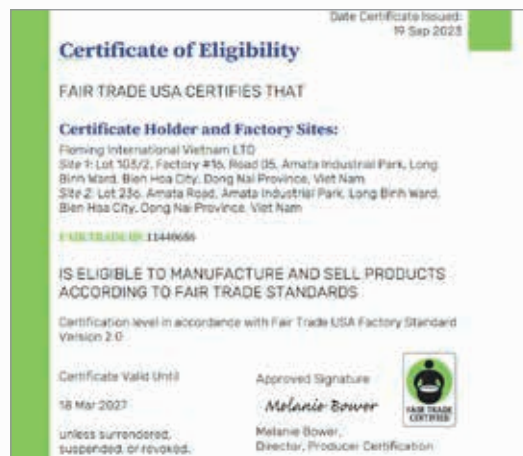 Date Certificate Issued:
19 Sep 2023
Certificate of Eligibility
FAIR TRADE USA CERTIFIES THAT
Certificate Holder and Factory Sites:
Fleming International Vietnam LTD
Site 1: Lot 103/2, Factory #16, Road 05, Amata Industrial Park, Long
Binh Ward, Bien Hoa City, Dong Nai Province, Viet Nam
Site 2: Lot 236, Amata Road, Amata Industrial Park, Long Binh Ward,
Bien Hoa City, Dong Nai Province, Viet Nam
FAIR TRADE ID: 11440686
IS ELIGIBLE TO MANUFACTURE AND SELL PRODUCTS
ACCORDING TO FAIR TRADE STANDARDS
Certification level in accordance with Fair Trade USA Factory Standard
Version 2.0
Certificate Valid Until
18 Mar 2027
unless surrendered,
suspended, or revoked.
Approved Signature
Melanie Bower
Melanie Bower,
Director, Producer Certification
FAIR TRADE
CERTIFIED